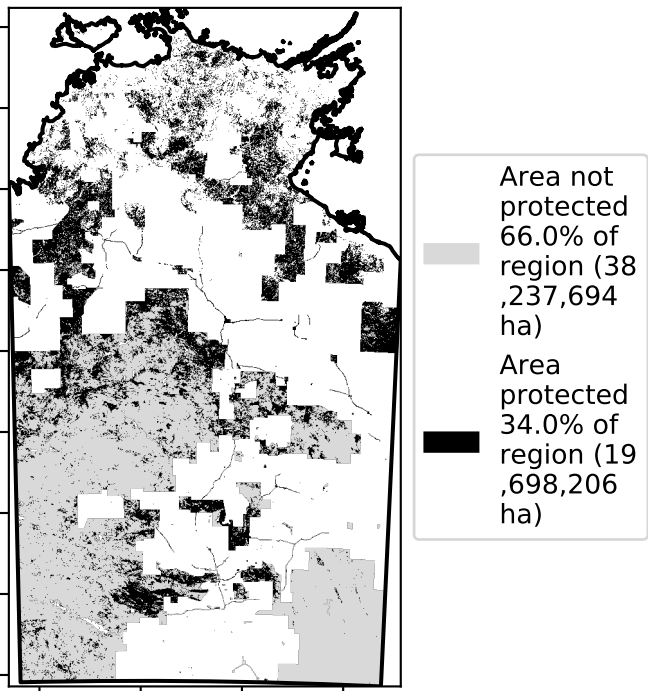 Area not
protected
66.0% of
region (38
,237,694
ha)
Area
protected
34.0% of
region (19
,698,206
ha)